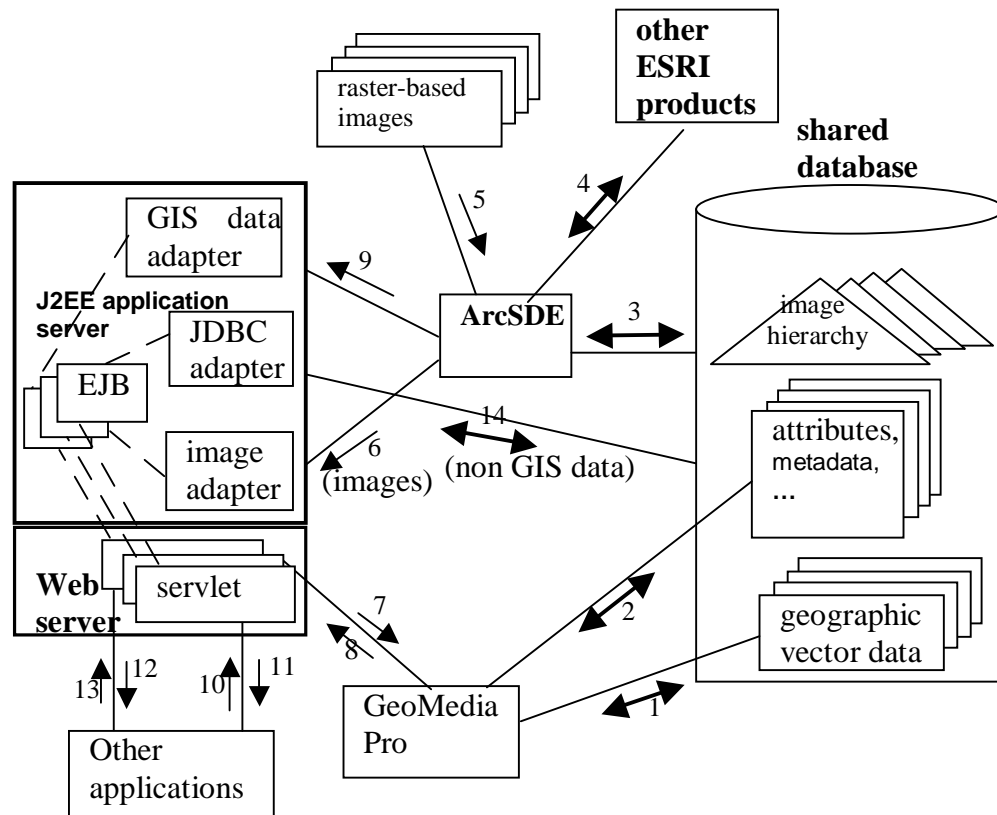 other
ESRI
products
raster-based
images
shared
database
5
4
GIS data
adapter
9
J2EE application
server
ArcSDE
3
image
hierarchy
JDBC
adapter
EJB
14
attributes,
metadata,
...
image
adapter
6
(images)
(non GIS data)
Web
server
servlet
7
8
2
geographic
vector data
13
12
10
11
GeoMedia
Pro
1
Other
applications